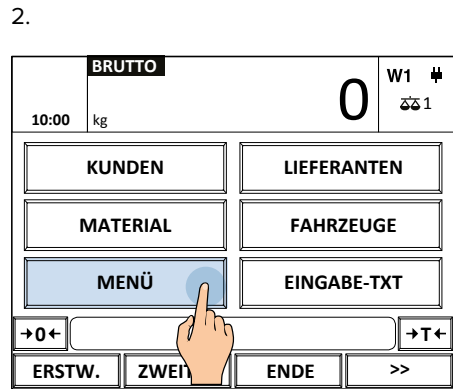 2.
BRUTTO
0
W1
1
10:00
kg
KUNDEN
LIEFERANTEN
MATERIAL
FAHRZEUGE
MENÜ
EINGABE-TXT
→0←
→T←
ERSTW.
ENDE
>>